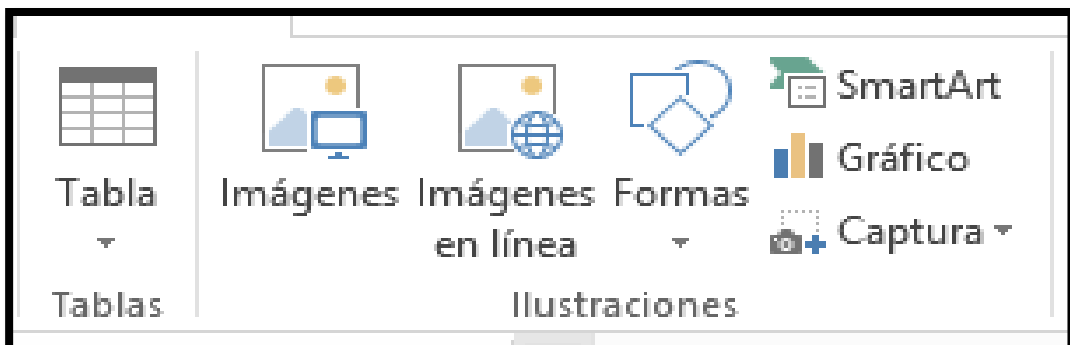 Tabla
Imágenes
Imágenes
en línea
Formas
SmartArt
Gráfico
Captura
Tablas
Ilustraciones